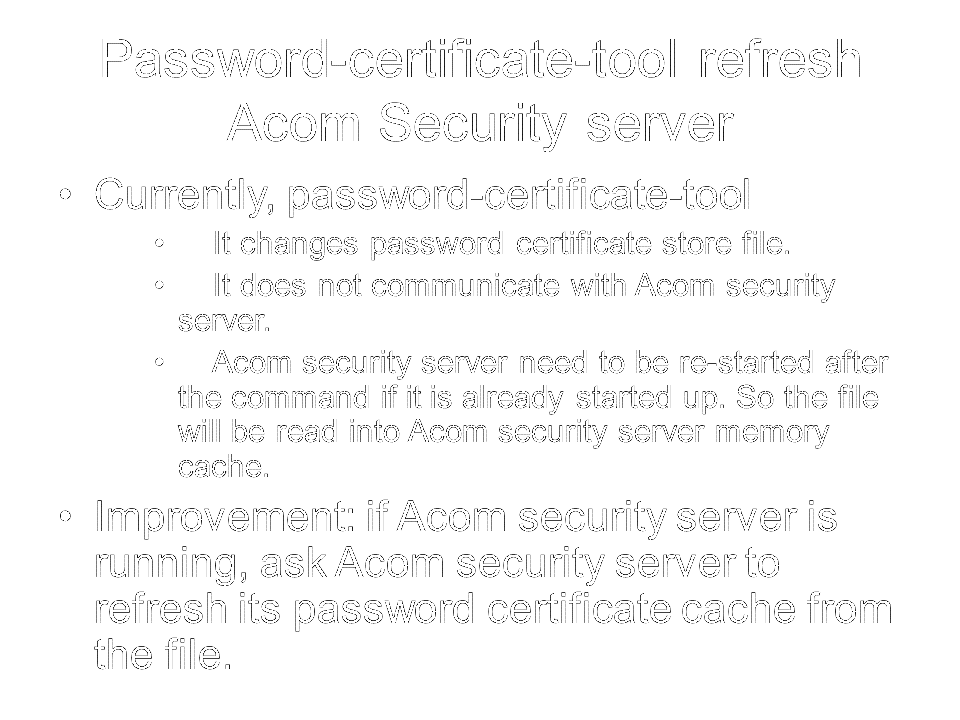 Password-certificate-tool refresh
Acom Security server
• Currently, password-certificate-tool
• It changes password certificate store file.
• It does not communicate with Acom security
server.
• Acom security server need to be re-started after
the command if it is already started up. So the file
will be read into Acom security server memory
cache.
• Improvement: if Acom security server is
running, ask Acom security server to
refresh its password certificate cache from
the file.